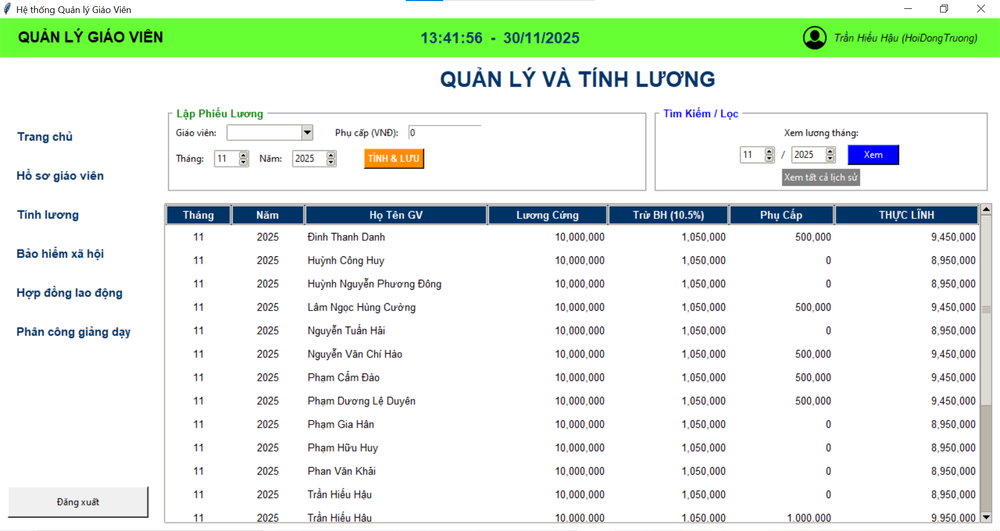 Hệ thống Quản lý Giáo Viên
QUẢN LÝ GIÁO VIÊN
13:41:56 - 30/11/2025
Trần Hiếu Hậu (HoiDongTruong)
QUẢN LÝ VÀ TÍNH LƯƠNG
Trang chủ
Hồ sơ giáo viên
Tính lương
Bảo hiểm xã hội
Hợp đồng lao động
Phân công giảng dạy
Đăng xuất
Lập Phiếu Lương
Giáo viên: Phụ cấp (VNĐ): 0
Tháng: 11 Năm: 2025 TÍNH & LƯU
Tìm Kiếm / Lọc
Xem lương tháng:
11 / 2025 Xem
Xem tất cả lịch sử
Tháng Năm Họ Tên GV Lương Cứng Trừ BH (10.5%) Phụ Cấp THỰC LĨNH
11 2025 Đinh Thanh Danh 10,000,000 1,050,000 500,000 9,450,000
11 2025 Huỳnh Công Huy 10,000,000 1,050,000 0 8,950,000
11 2025 Huỳnh Nguyễn Phương Đông 10,000,000 1,050,000 0 8,950,000
11 2025 Lâm Ngọc Hùng Cường 10,000,000 1,050,000 500,000 9,450,000
11 2025 Nguyễn Tuấn Hải 10,000,000 1,050,000 0 8,950,000
11 2025 Nguyễn Văn Chí Hào 10,000,000 1,050,000 500,000 9,450,000
11 2025 Phạm Cẩm Đào 10,000,000 1,050,000 500,000 9,450,000
11 2025 Phạm Dương Lệ Duyên 10,000,000 1,050,000 500,000 9,450,000
11 2025 Phạm Gia Hân 10,000,000 1,050,000 0 8,950,000
11 2025 Phạm Hữu Huy 10,000,000 1,050,000 0 8,950,000
11 2025 Phan Văn Khải 10,000,000 1,050,000 0 8,950,000
11 2025 Trần Hiếu Hậu 10,000,000 1,050,000 0 8,950,000
11 2025 Trần Hiếu Hậu 10,000,000 1,050,000 1,000,000 9,950,000